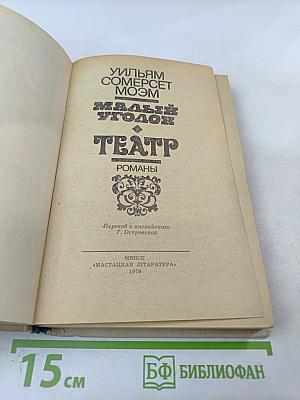 УИЛЬЯМ
СОМЕРСЕТ
МОЭМ
МАЛЫЙ
УГОЛОК
ТЕАТР
РОМАНЫ
Перевод с английского
Г. Островской
МИНСК
«МАСТАЦКАЯ ЛІТАРАТУРА»
1979
15 см
БФ БИБЛИОФАН